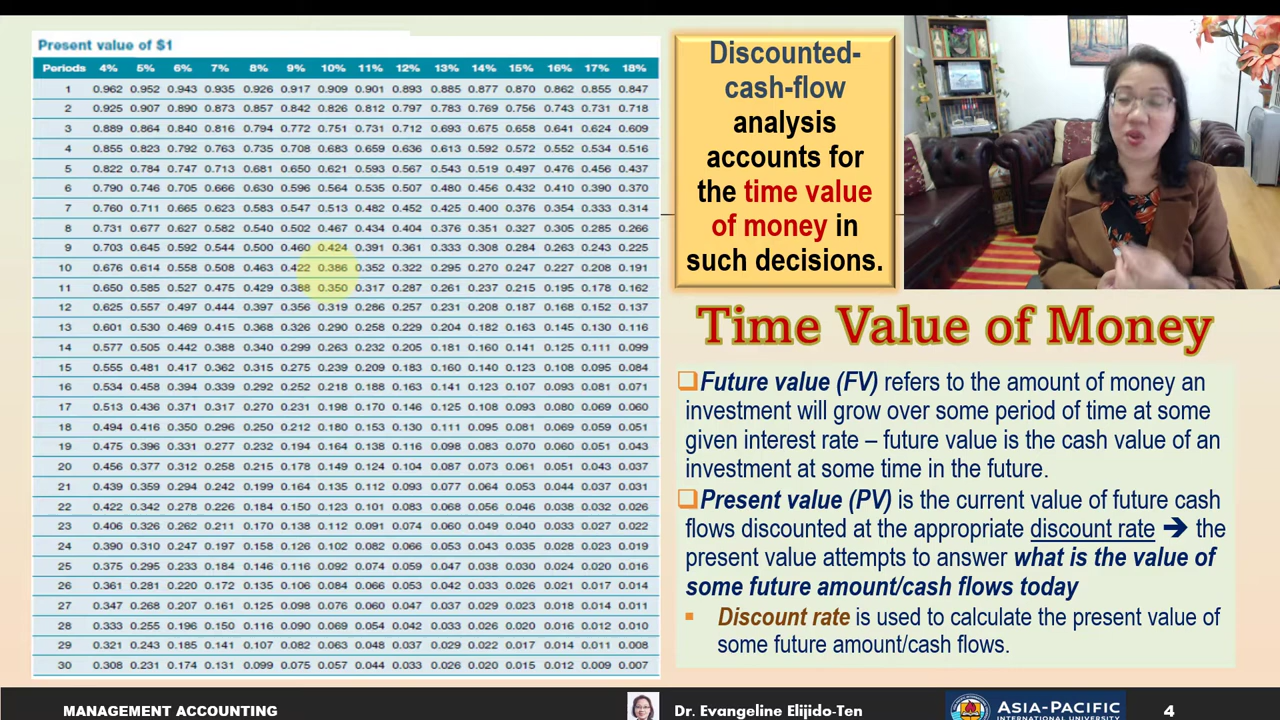 Present value of $1
Periods 4% 5% 6% 7% 8% 9% 10% 11% 12% 13% 14% 15% 16% 17% 18%
1 0.962 0.952 0.943 0.935 0.926 0.917 0.909 0.901 0.893 0.885 0.877 0.870 0.862 0.855 0.847
2 0.925 0.907 0.890 0.873 0.857 0.842 0.826 0.812 0.797 0.783 0.769 0.756 0.743 0.731 0.718
3 0.889 0.864 0.840 0.816 0.794 0.772 0.751 0.731 0.712 0.693 0.675 0.658 0.641 0.624 0.609
4 0.855 0.823 0.792 0.763 0.735 0.708 0.683 0.659 0.636 0.613 0.592 0.572 0.552 0.534 0.516
5 0.822 0.784 0.747 0.713 0.681 0.650 0.621 0.593 0.567 0.543 0.519 0.497 0.476 0.456 0.437
6 0.790 0.746 0.705 0.666 0.630 0.596 0.564 0.535 0.507 0.480 0.456 0.432 0.410 0.390 0.370
7 0.760 0.711 0.665 0.623 0.583 0.547 0.513 0.482 0.452 0.425 0.400 0.376 0.354 0.333 0.314
8 0.731 0.677 0.627 0.582 0.540 0.502 0.467 0.434 0.404 0.376 0.351 0.327 0.305 0.285 0.266
9 0.703 0.645 0.592 0.544 0.500 0.460 0.424 0.391 0.361 0.333 0.308 0.284 0.263 0.243 0.225
10 0.676 0.614 0.558 0.508 0.463 0.422 0.386 0.352 0.322 0.295 0.270 0.247 0.227 0.208 0.191
11 0.650 0.585 0.527 0.475 0.429 0.388 0.350 0.317 0.287 0.261 0.237 0.215 0.195 0.178 0.162
12 0.625 0.557 0.497 0.444 0.397 0.356 0.319 0.286 0.257 0.231 0.208 0.187 0.168 0.152 0.137
13 0.601 0.530 0.469 0.415 0.368 0.326 0.290 0.258 0.229 0.204 0.182 0.163 0.145 0.130 0.116
14 0.577 0.505 0.442 0.388 0.340 0.299 0.263 0.232 0.205 0.181 0.160 0.141 0.125 0.111 0.099
15 0.555 0.481 0.417 0.362 0.315 0.275 0.239 0.209 0.183 0.160 0.140 0.123 0.108 0.095 0.084
16 0.534 0.458 0.394 0.339 0.292 0.252 0.218 0.188 0.163 0.141 0.123 0.107 0.093 0.081 0.071
17 0.513 0.436 0.371 0.317 0.270 0.231 0.198 0.170 0.146 0.125 0.108 0.093 0.080 0.069 0.060
18 0.494 0.416 0.350 0.296 0.250 0.212 0.180 0.153 0.130 0.111 0.095 0.081 0.069 0.059 0.051
19 0.475 0.396 0.331 0.277 0.232 0.194 0.164 0.138 0.116 0.098 0.083 0.070 0.060 0.051 0.043
20 0.456 0.377 0.312 0.258 0.215 0.178 0.149 0.124 0.104 0.087 0.073 0.061 0.051 0.043 0.037
21 0.439 0.359 0.294 0.242 0.199 0.164 0.135 0.112 0.093 0.077 0.064 0.053 0.044 0.037 0.031
22 0.422 0.342 0.278 0.226 0.184 0.150 0.123 0.101 0.083 0.068 0.056 0.046 0.038 0.032 0.026
23 0.406 0.326 0.262 0.211 0.170 0.138 0.112 0.091 0.074 0.060 0.049 0.040 0.033 0.027 0.022
24 0.390 0.310 0.247 0.197 0.158 0.126 0.102 0.082 0.066 0.053 0.043 0.035 0.028 0.023 0.019
25 0.375 0.295 0.233 0.184 0.146 0.116 0.092 0.074 0.059 0.047 0.038 0.030 0.024 0.020 0.016
26 0.361 0.281 0.220 0.172 0.135 0.106 0.084 0.066 0.053 0.042 0.033 0.026 0.021 0.017 0.014
27 0.347 0.268 0.207 0.161 0.125 0.098 0.076 0.060 0.047 0.037 0.029 0.023 0.018 0.014 0.011
28 0.333 0.255 0.196 0.150 0.116 0.090 0.069 0.054 0.042 0.033 0.026 0.020 0.016 0.012 0.010
29 0.321 0.243 0.185 0.141 0.107 0.082 0.063 0.048 0.037 0.029 0.022 0.017 0.014 0.011 0.008
30 0.308 0.231 0.174 0.131 0.099 0.075 0.057 0.044 0.033 0.026 0.020 0.015 0.012 0.009 0.007
Discounted-
cash-flow
analysis
accounts for
the time value
of money in
such decisions.
Time Value of Money
Future value (FV) refers to the amount of money an
investment will grow over some period of time at some
given interest rate – future value is the cash value of an
investment at some time in the future.
Present value (PV) is the current value of future cash
flows discounted at the appropriate discount rate ➔ the
present value attempts to answer what is the value of
some future amount/cash flows today
Discount rate is used to calculate the present value of
some future amount/cash flows.
MANAGEMENT ACCOUNTING
Dr. Evangeline Elijido-Ten
ASIA-PACIFIC
INTERNATIONAL UNIVERSITY
4